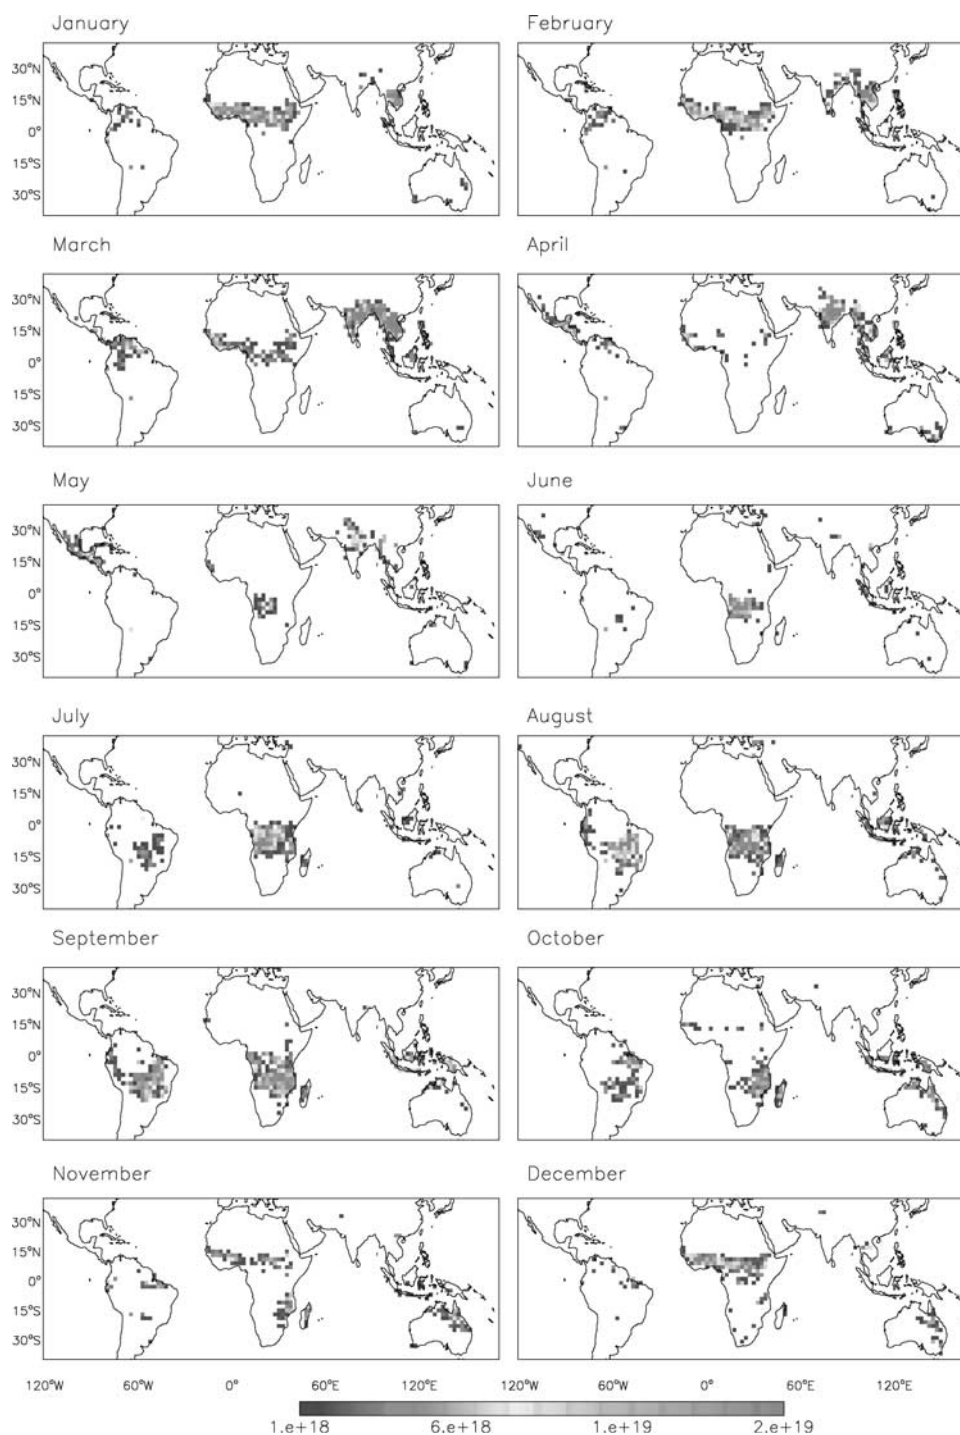 January February
30°N
15°N
0°
15°S
30°S
March April
30°N
15°N
0°
15°S
30°S
May June
30°N
15°N
0°
15°S
30°S
July August
30°N
15°N
0°
15°S
30°S
September October
30°N
15°N
0°
15°S
30°S
November December
30°N
15°N
0°
15°S
30°S
120°W 60°W 0° 60°E 120°E 60°W 0° 60°E 120°E
1.e+18 6.e+18 1.e+19 2.e+19